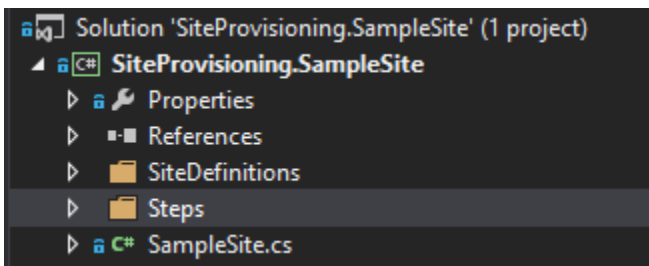 Solution 'SiteProvisioning.SampleSite' (1 project)
C# SiteProvisioning.SampleSite
Properties
References
SiteDefinitions
Steps
C# SampleSite.cs